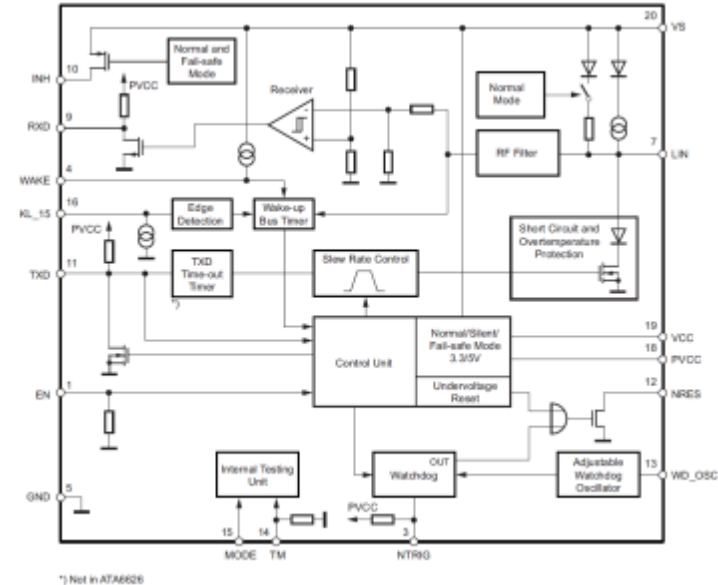 20
VS
Normal and
Fail-safe
Mode
10
INH
PVCC
Receiver
Normal
Mode
9
RXD
-
+
RF Filter
7
LIN
4
WAKE
16
KL_15
Edge
Detection
Wake-up
Bus Timer
PVCC
Short Circuit and
Overtemperature
Protection
11
TXD
TXD
Time-out
Timer
*)
Slew Rate Control
Control Unit
Normal/Silent/
Fail-safe Mode
3.3/5V
19
VCC
18
PVCC
Undervoltage
Reset
12
NRES
1
EN
OUT
Watchdog
Internal Testing
Unit
Adjustable
Watchdog
Oscillator
13
WD_OSC
5
GND
PVCC
15
14
3
MODE
TM
NTRIG
*) Not in ATA6626